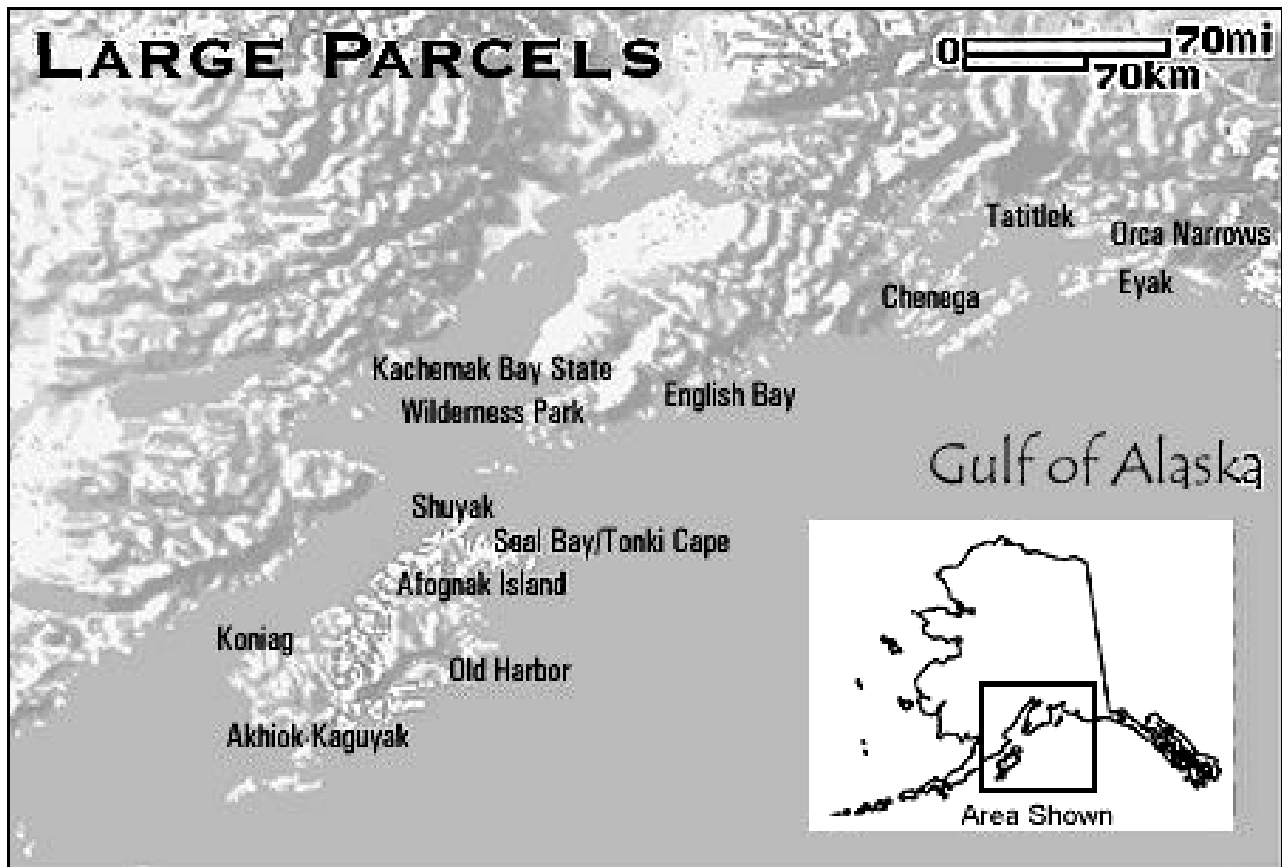 LARGE PARCELS
0 70mi
70km
Tatitlek
Orca Narrows
Eyak
Chenega
Kachemak Bay State
Wilderness Park
English Bay
Gulf of Alaska
Shuyak
Seal Bay/Tonki Cape
Afognak Island
Koniag
Old Harbor
Akhiok Kaguyak
Area Shown